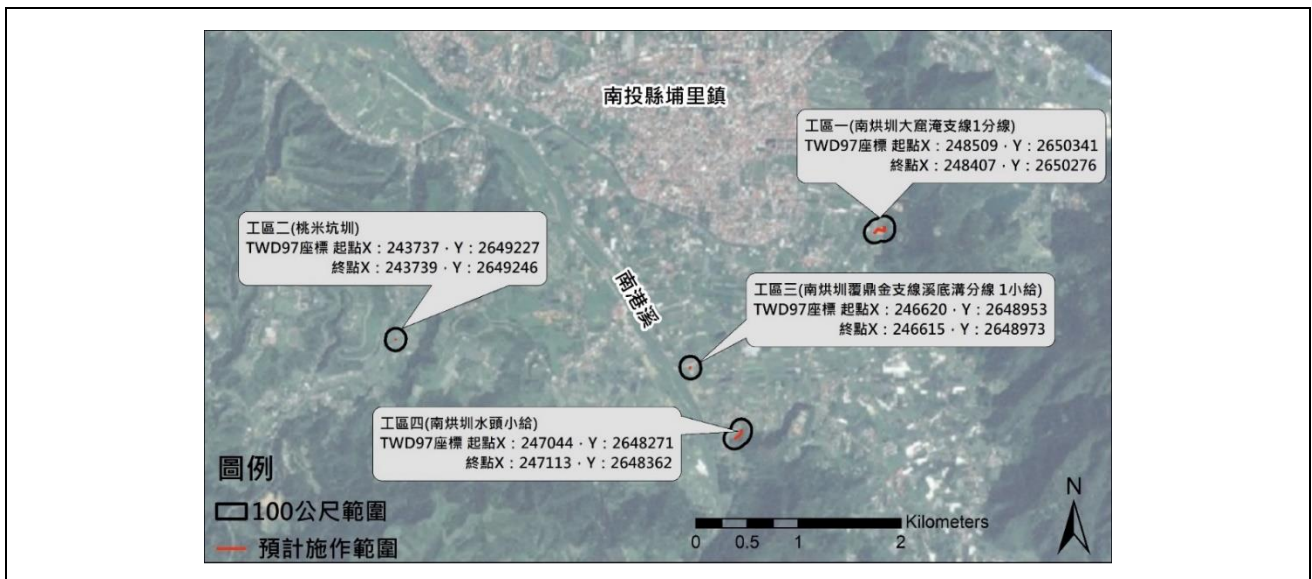 南投縣埔里鎮
工區一(南烘圳大窟淹支線1分線)
TWD97座標 起點X：248509，Y：2650341
終點X：248407，Y：2650276
工區二(桃米坑圳)
TWD97座標 起點X：243737，Y：2649227
終點X：243739，Y：2649246
南港溪
工區三(南烘圳覆鼎金支線溪底溝分線 1小給)
TWD97座標 起點X：246620，Y：2648953
終點X：246615，Y：2648973
工區四(南烘圳水頭小給)
TWD97座標 起點X：247044，Y：2648271
終點X：247113，Y：2648362
圖例
100公尺範圍
預計施作範圍
Kilometers
0 0.5 1 2
N